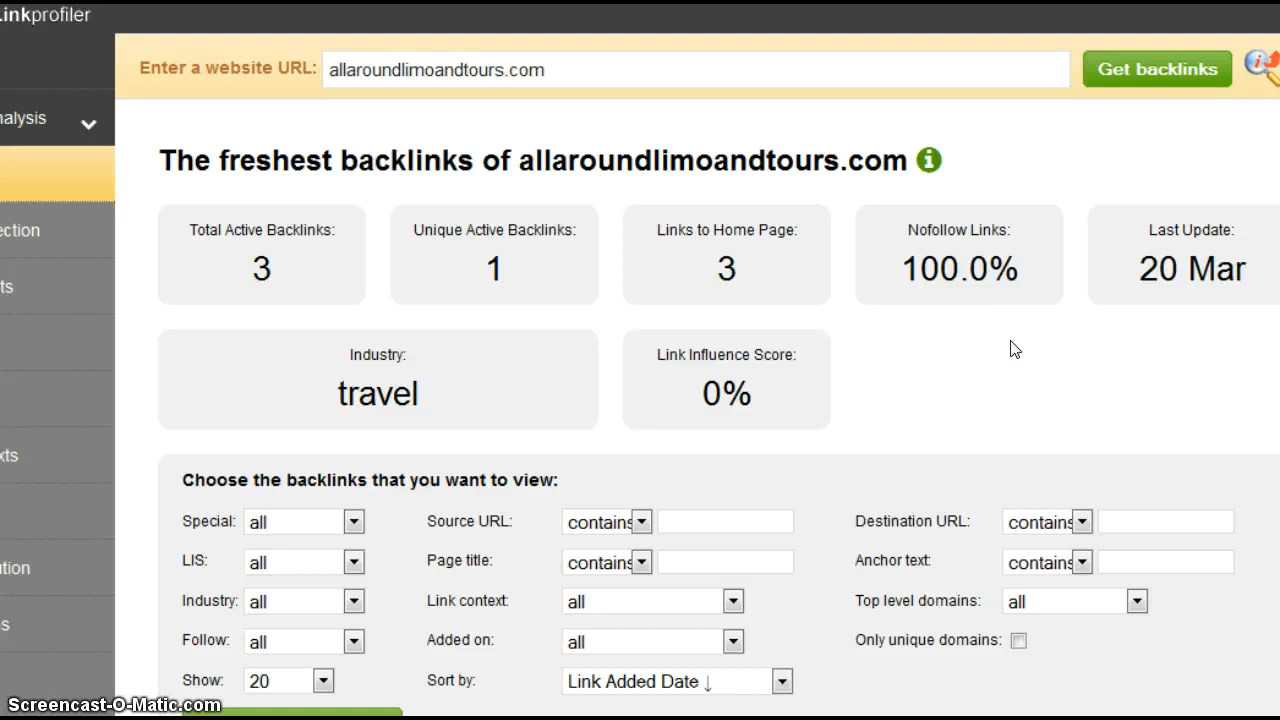 Linkprofiler
Enter a website URL: allaroundlimoandtours.com Get backlinks
nalysis
The freshest backlinks of allaroundlimoandtours.com
ection
ts
xts
ution
s
Total Active Backlinks:
3
Unique Active Backlinks:
1
Links to Home Page:
3
Nofollow Links:
100.0%
Last Update:
20 Mar
Industry:
travel
Link Influence Score:
0%
Choose the backlinks that you want to view:
Special: all Source URL: contains Destination URL: contains
LIS: all Page title: contains Anchor text: contains
Industry: all Link context: all Top level domains: all
Follow: all Added on: all Only unique domains:
Show: 20 Sort by: Link Added Date ↓
Screencast-O-Matic.com